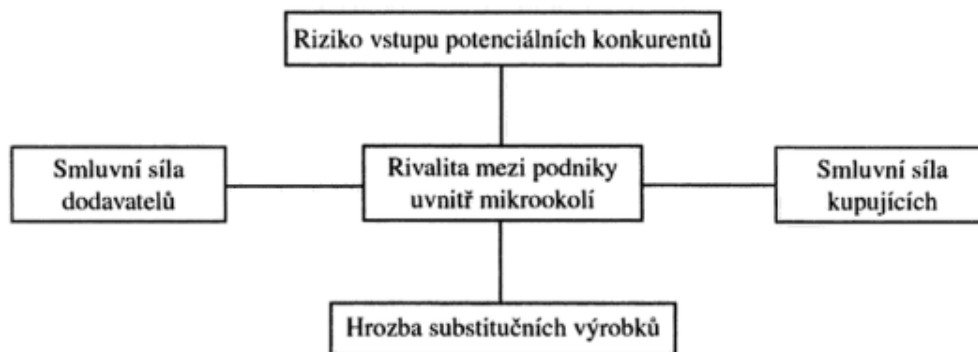 Riziko vstupu potenciálních konkurentů
Smluvní síla
dodavatelů
Rivalita mezi podniky
uvnitř mikrookolí
Smluvní síla
kupujících
Hrozba substitučních výrobků